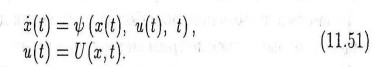 ẋ(t) = ψ (x(t), u(t), t) ,
u(t) = U(x, t).
(11.51)